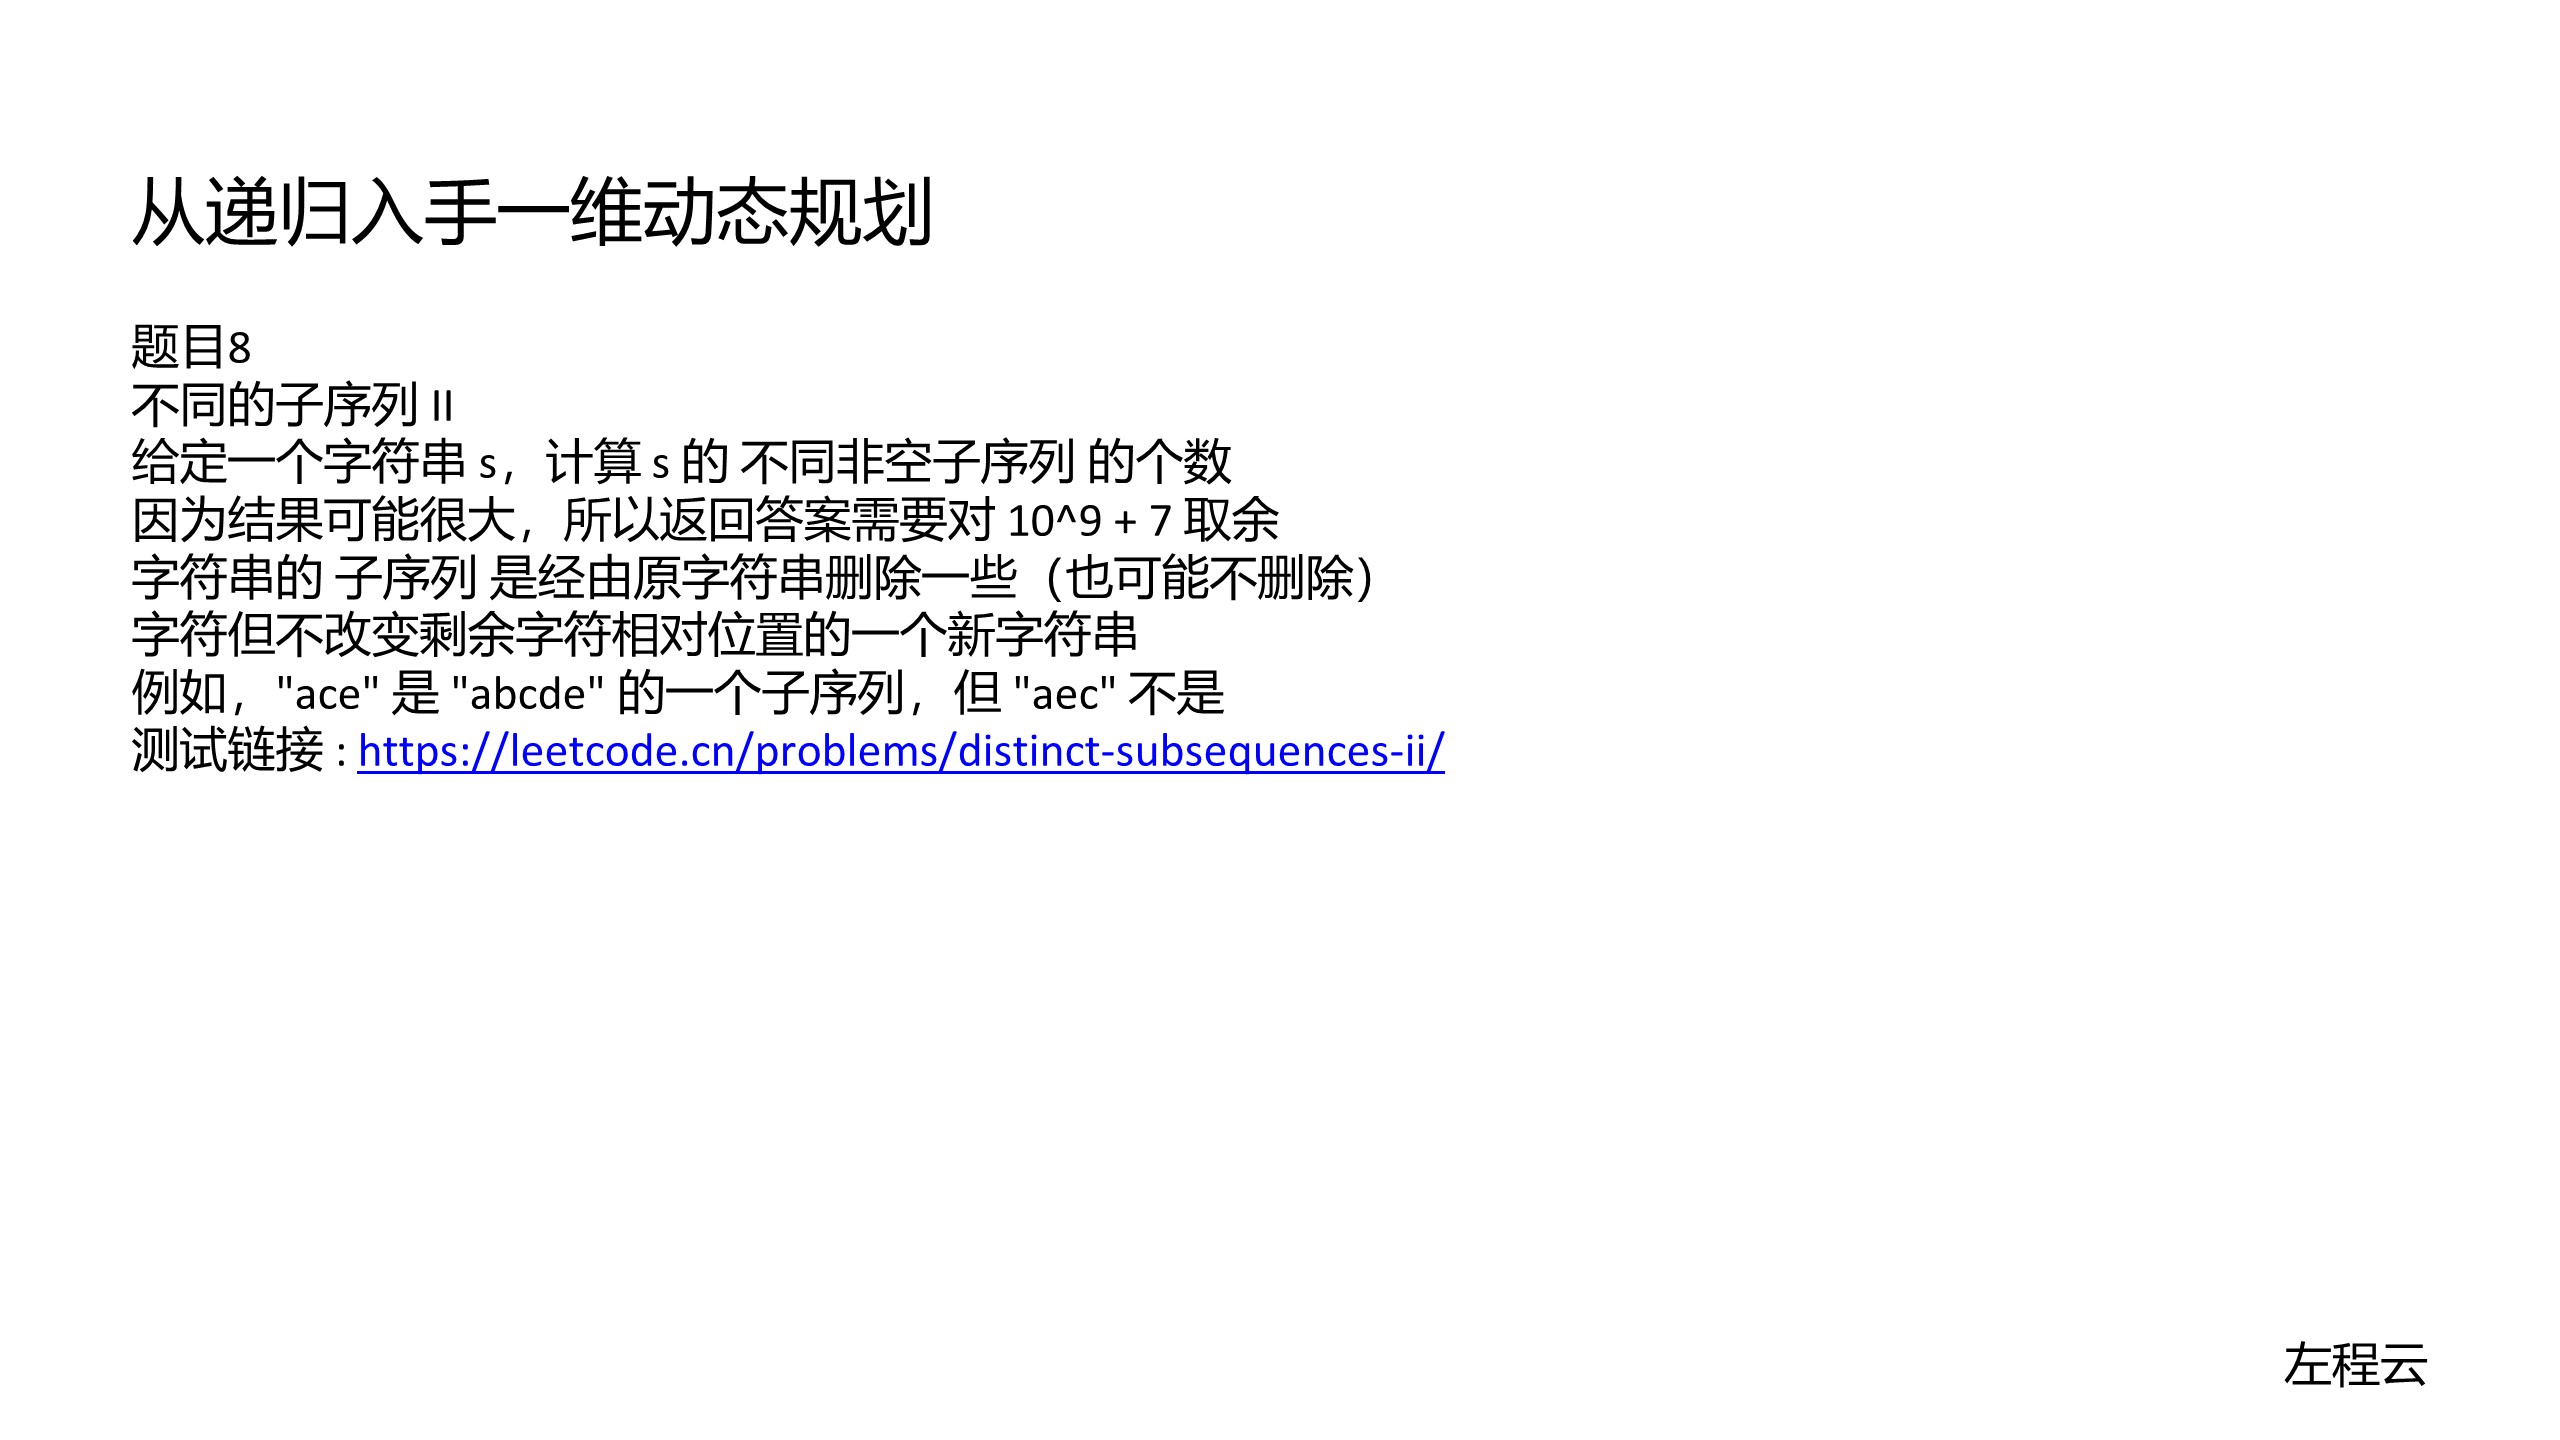 从递归入手一维动态规划
题目8
不同的子序列 II
给定一个字符串 s，计算 s 的 不同非空子序列 的个数
因为结果可能很大，所以返回答案需要对 10^9 + 7 取余
字符串的 子序列 是经由原字符串删除一些（也可能不删除）
字符但不改变剩余字符相对位置的一个新字符串
例如，"ace" 是 "abcde" 的一个子序列，但 "aec" 不是
测试链接 : https://leetcode.cn/problems/distinct-subsequences-ii/
左程云